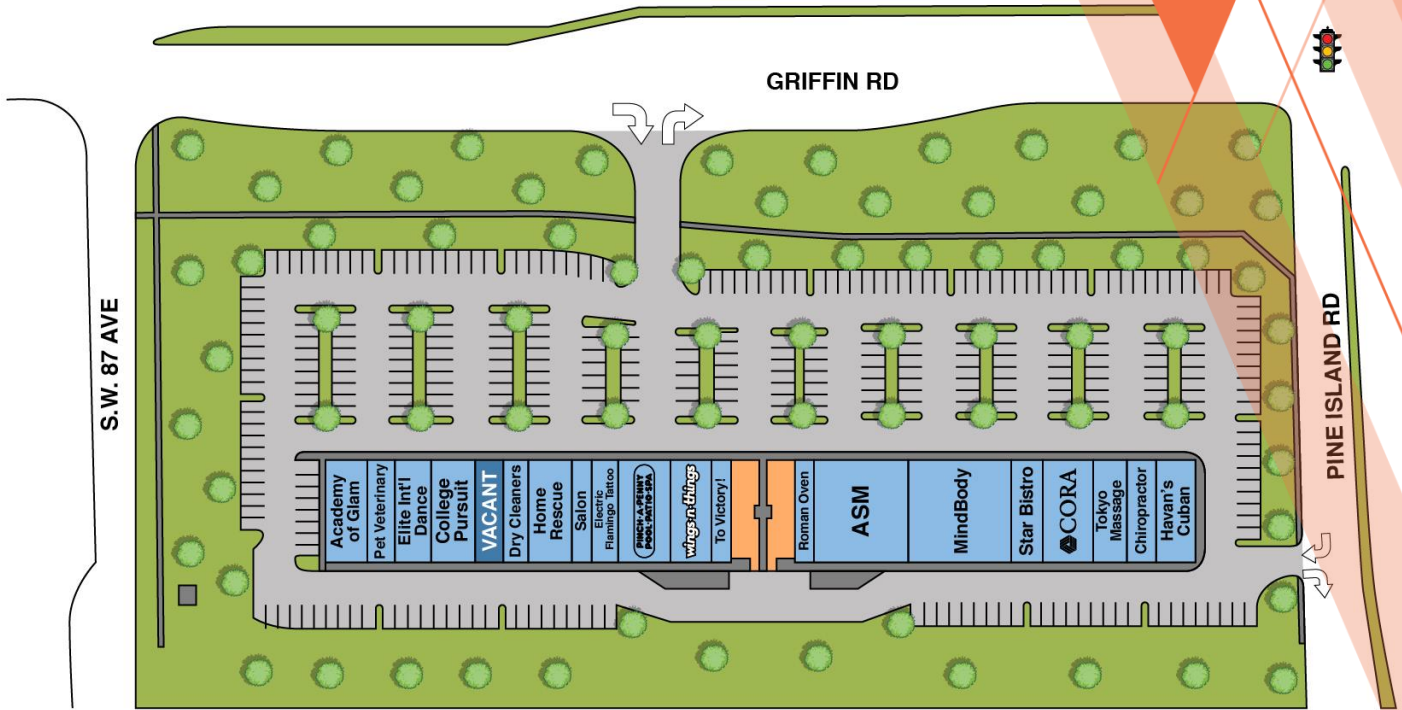 GRIFFIN RD
S.W. 87 AVE
PINE ISLAND RD
Academy
of Glam
Pet Veterinary
Elite Int'l
Dance
College
Pursuit
VACANT
Dry Cleaners
Home
Rescue
Salon
Electric
Flamingo Tattoo
PINCH-A-PENNY
POOL·PATIO·SPA
wings-n-things
To Victory!
Roman Oven
ASM
MindBody
Star Bistro
CORA
Tokyo
Massage
Chiropractor
Havan's
Cuban